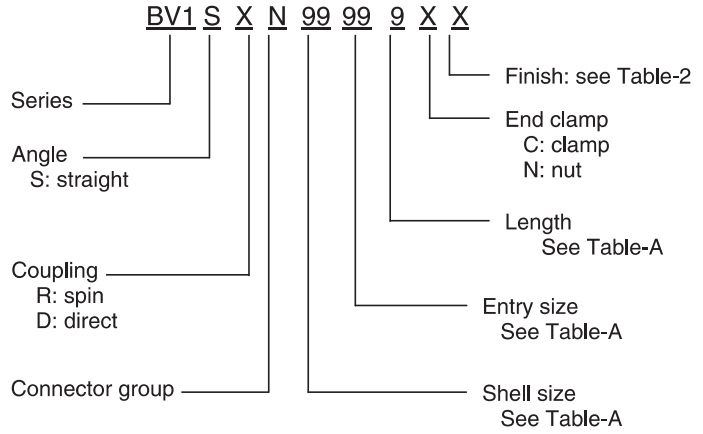 BV1 S X N 99 99 9 X X
Series
Angle
S: straight
Coupling
R: spin
D: direct
Connector group
Finish: see Table-2
End clamp
C: clamp
N: nut
Length
See Table-A
Entry size
See Table-A
Shell size
See Table-A